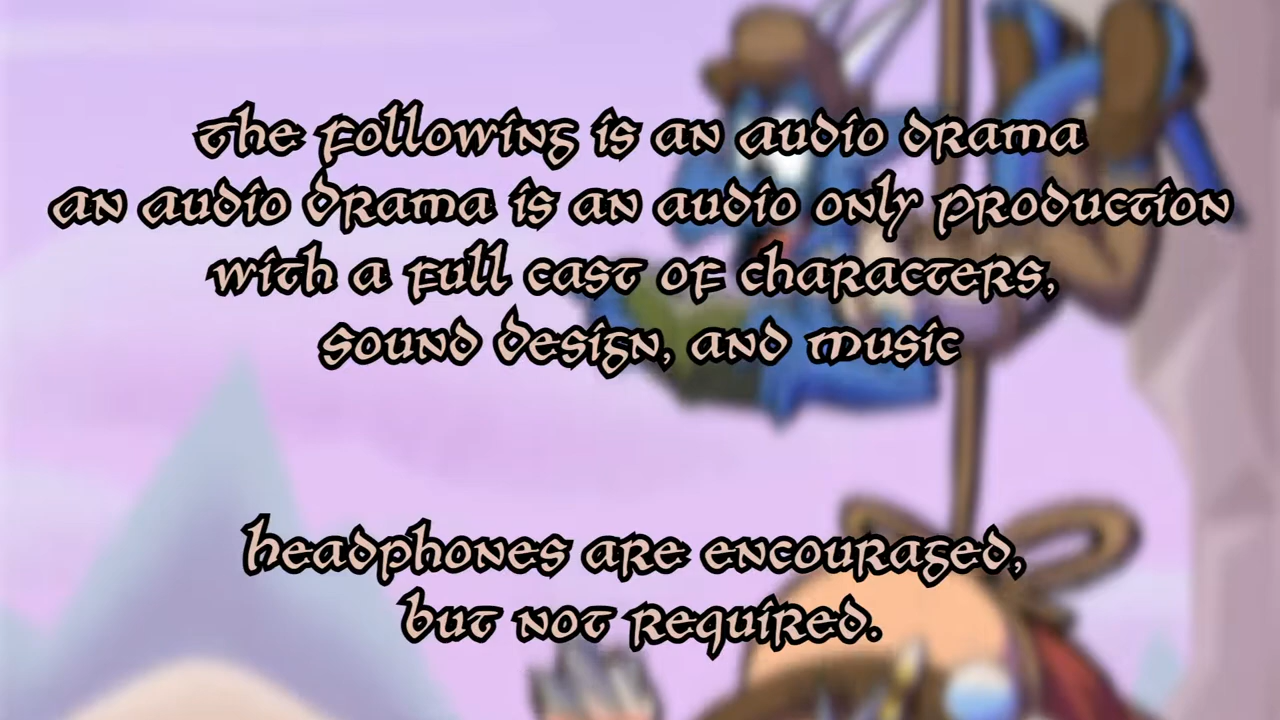 The following is an audio drama
an audio drama is an audio only production
with a full cast of characters,
sound design, and music
headphones are encouraged,
but not required.